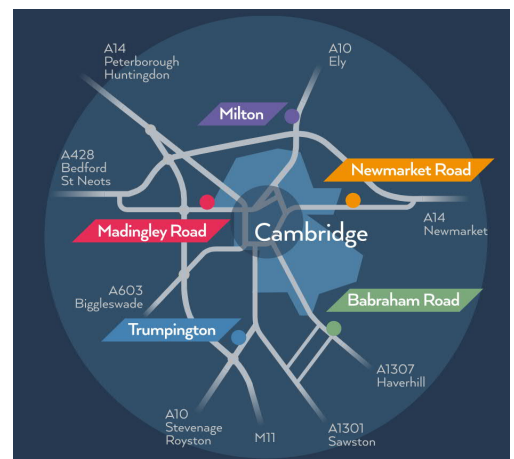 A14
Peterborough
Huntingdon
A10
Ely
Milton
A428
Bedford
St Neots
Newmarket Road
Madingley Road
Cambridge
A14
Newmarket
A603
Biggleswade
Babraham Road
Trumpington
A1307
Haverhill
A10
Stevenage
Royston
M11
A1301
Sawston